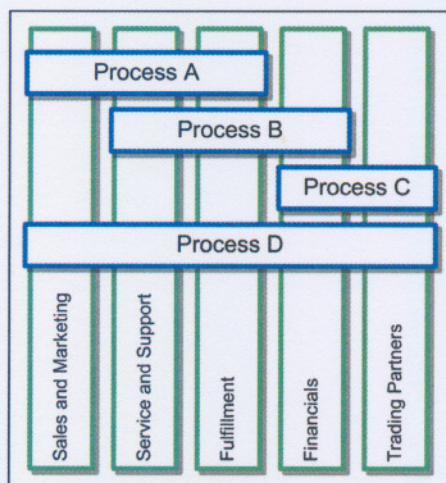 Process A
Process B
Process C
Process D
Sales and Marketing
Service and Support
Fulfillment
Financials
Trading Partners